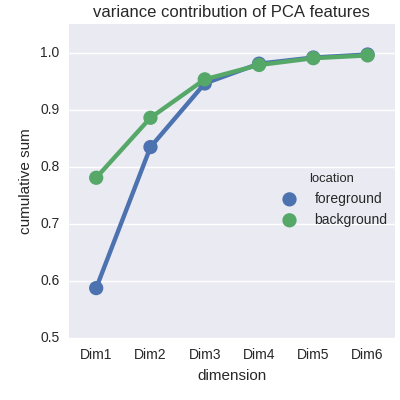 variance contribution of PCA features
1.0
0.9
0.8
0.7
0.6
0.5
cumulative sum
location
foreground
background
Dim1 Dim2 Dim3 Dim4 Dim5 Dim6
dimension